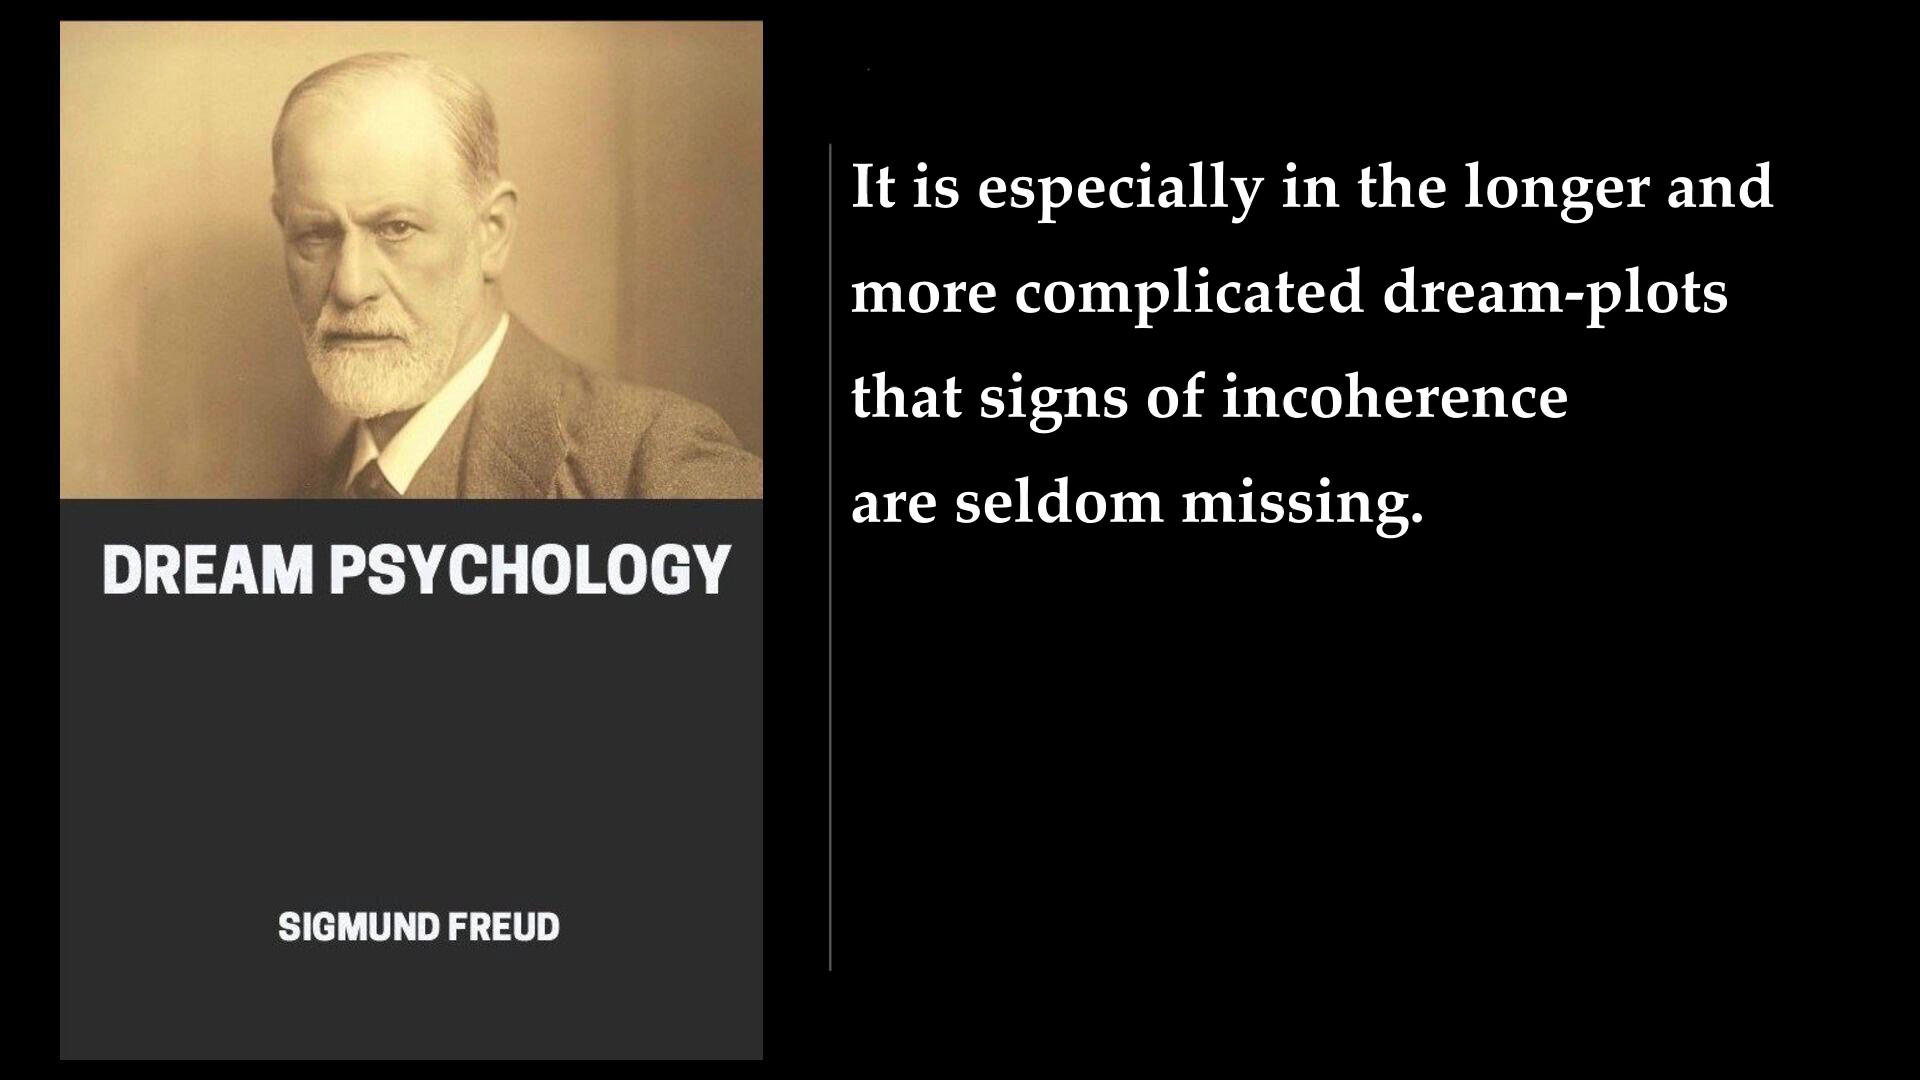 DREAM PSYCHOLOGY
SIGMUND FREUD
It is especially in the longer and
more complicated dream-plots
that signs of incoherence
are seldom missing.